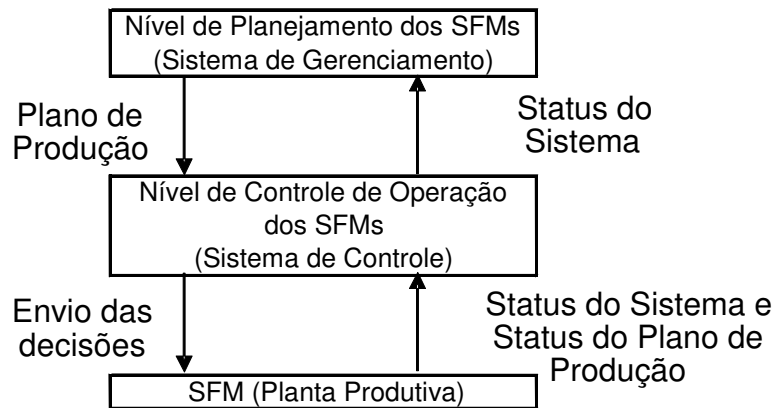 Nível de Planejamento dos SFMs
(Sistema de Gerenciamento)
Plano de
Produção
Status do
Sistema
Nível de Controle de Operação
dos SFMs
(Sistema de Controle)
Envio das
decisões
Status do Sistema e
Status do Plano de
Produção
SFM (Planta Produtiva)